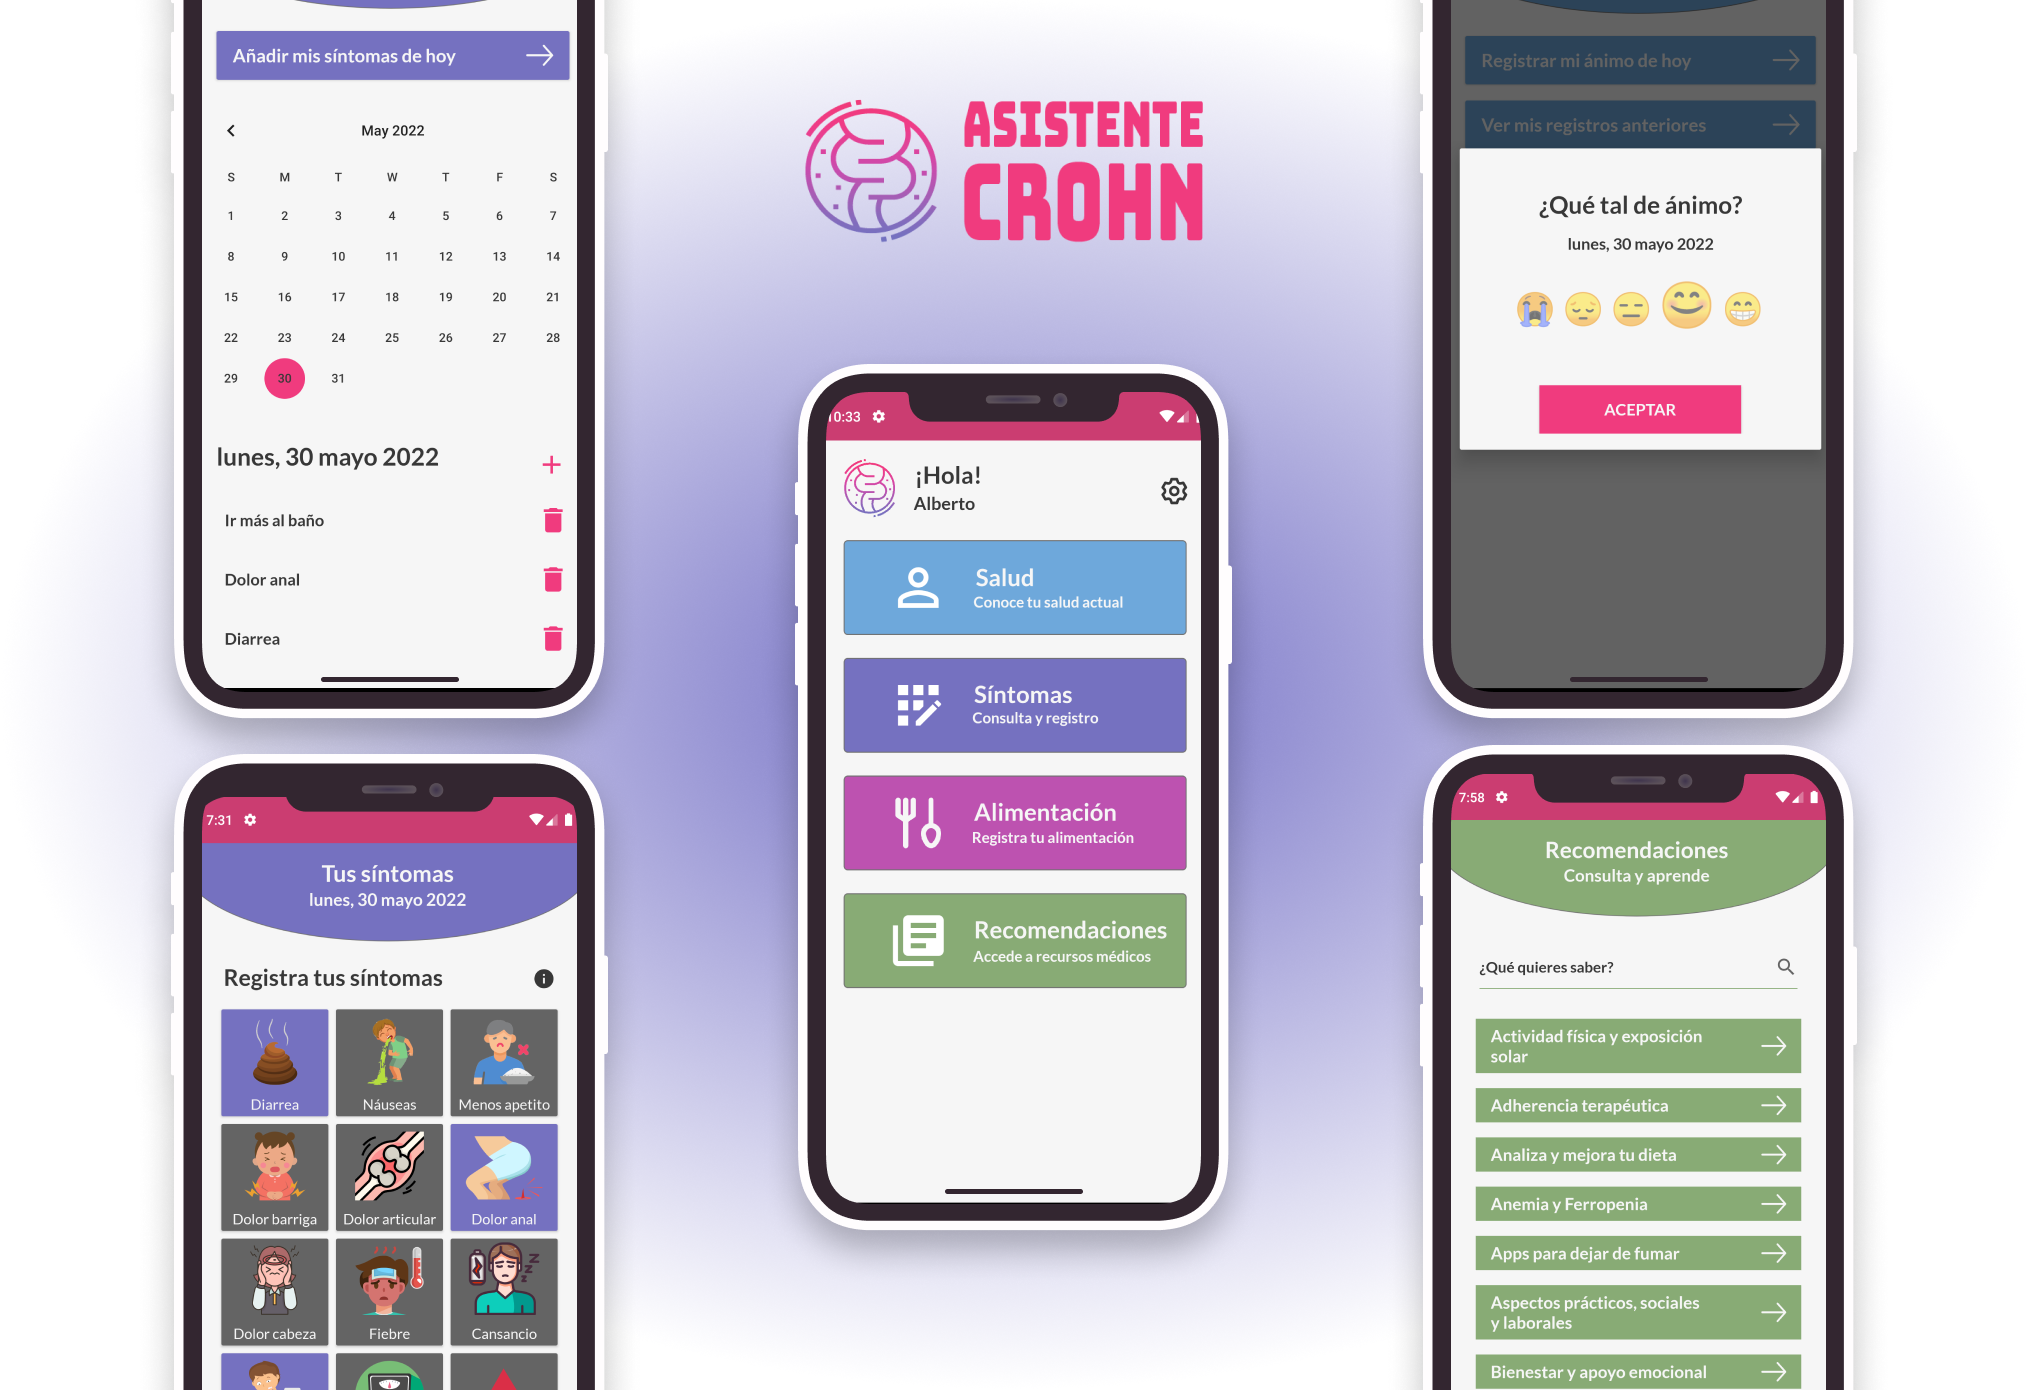 Añadir mis síntomas de hoy
May 2022
S M T W T F S
1 2 3 4 5 6 7
8 9 10 11 12 13 14
15 16 17 18 19 20 21
22 23 24 25 26 27 28
29 30 31
lunes, 30 mayo 2022
+
Ir más al baño
Dolor anal
Diarrea
7:31
Tus síntomas
lunes, 30 mayo 2022
Registra tus síntomas
Diarrea
Náuseas
Menos apetito
Dolor barriga
Dolor articular
Dolor anal
Dolor cabeza
Fiebre
Cansancio
ASISTENTE
CROHN
0:33
¡Hola!
Alberto
Salud
Conoce tu salud actual
Síntomas
Consulta y registro
Alimentación
Registra tu alimentación
Recomendaciones
Accede a recursos médicos
Registrar mi ánimo de hoy
Ver mis registros anteriores
¿Qué tal de ánimo?
lunes, 30 mayo 2022
ACEPTAR
7:58
Recomendaciones
Consulta y aprende
¿Qué quieres saber?
Actividad física y exposición
solar
Adherencia terapéutica
Analiza y mejora tu dieta
Anemia y Ferropenia
Apps para dejar de fumar
Aspectos prácticos, sociales
y laborales
Bienestar y apoyo emocional